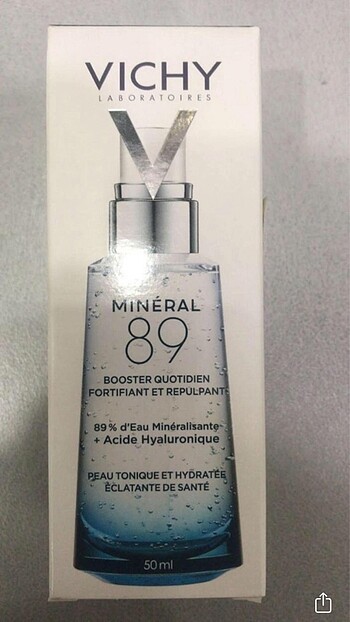 VICHY
LABORATOIRES
MINÉRAL
89
BOOSTER QUOTIDIEN
FORTIFIANT ET REPULPANT
89 % d'Eau Minéralisante
+ Acide Hyaluronique
PEAU TONIQUE ET HYDRATÉE
ÉCLATANTE DE SANTÉ
50 ml